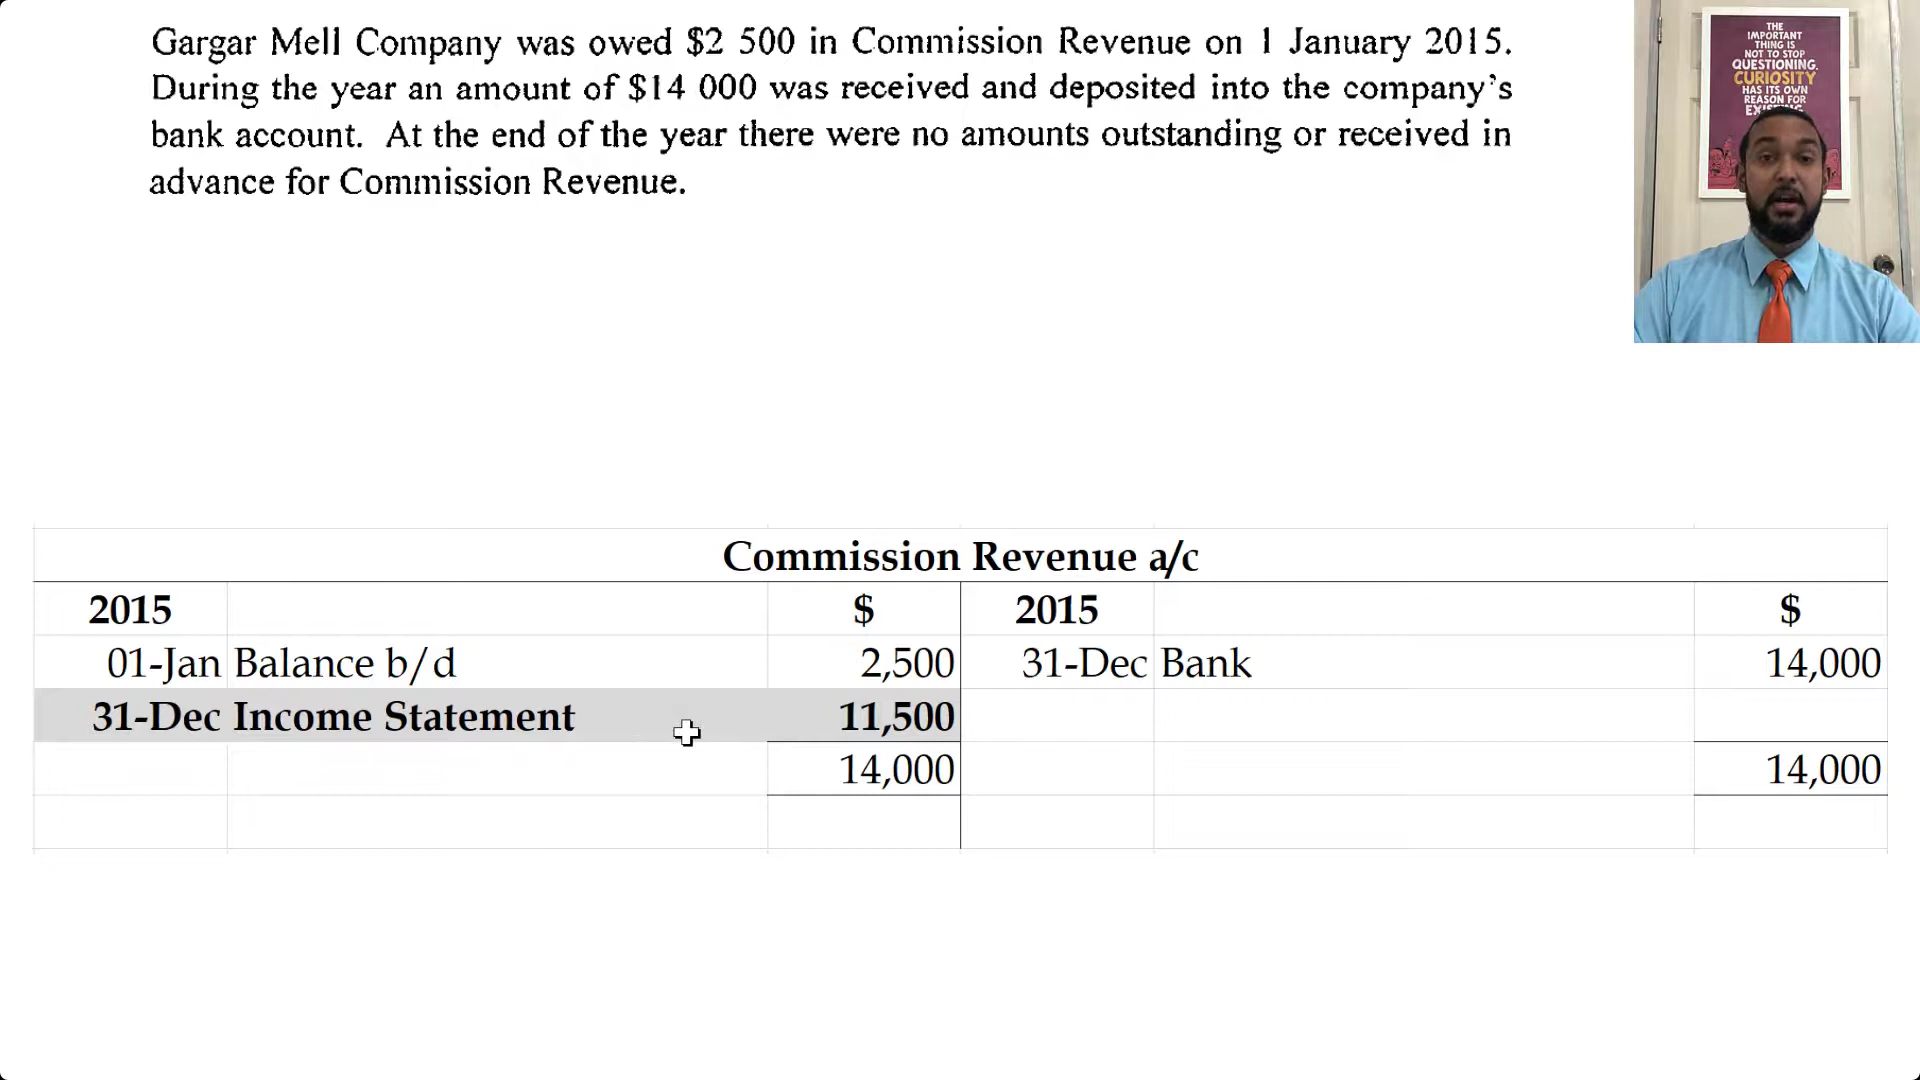 Gargar Mell Company was owed $2 500 in Commission Revenue on 1 January 2015.
During the year an amount of $14 000 was received and deposited into the company's
bank account. At the end of the year there were no amounts outstanding or received in
advance for Commission Revenue.
THE
IMPORTANT
THING IS
NOT TO STOP
QUESTIONING.
CURIOSITY
HAS ITS OWN
REASON FOR
Commission Revenue a/c
2015 $ 2015 $
01-Jan Balance b/d 2,500 31-Dec Bank 14,000
31-Dec Income Statement 11,500
14,000 14,000